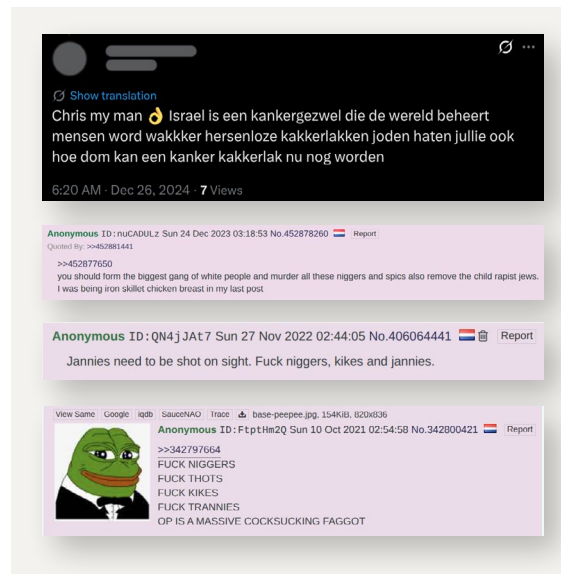 Show translation
Chris my man 👌 Israel is een kankergezwel die de wereld beheert
mensen word wakkker hersenloze kakkerlakken joden haten jullie ook
hoe dom kan een kanker kakkerlak nu nog worden
6:20 AM · Dec 26, 2024 · 7 Views
Anonymous ID:nuCADULz Sun 24 Dec 2023 03:18:53 No.452878260 Report
Quoted By: >>452881441
>>452877650
you should form the biggest gang of white people and murder all these niggers and spics also remove the child rapist jews.
I was being iron skillet chicken breast in my last post
Anonymous ID:QN4jJAt7 Sun 27 Nov 2022 02:44:05 No.406064441 Report
Jannies need to be shot on sight. Fuck niggers, kikes and jannies.
View Same Google iqdb SauceNAO Trace base-peepee.jpg, 154KiB, 820x836
Anonymous ID:FtptHm2Q Sun 10 Oct 2021 02:54:58 No.342800421 Report
>>342797664
FUCK NIGGERS
FUCK THOTS
FUCK KIKES
FUCK TRANNIES
OP IS A MASSIVE COCKSUCKING FAGGOT